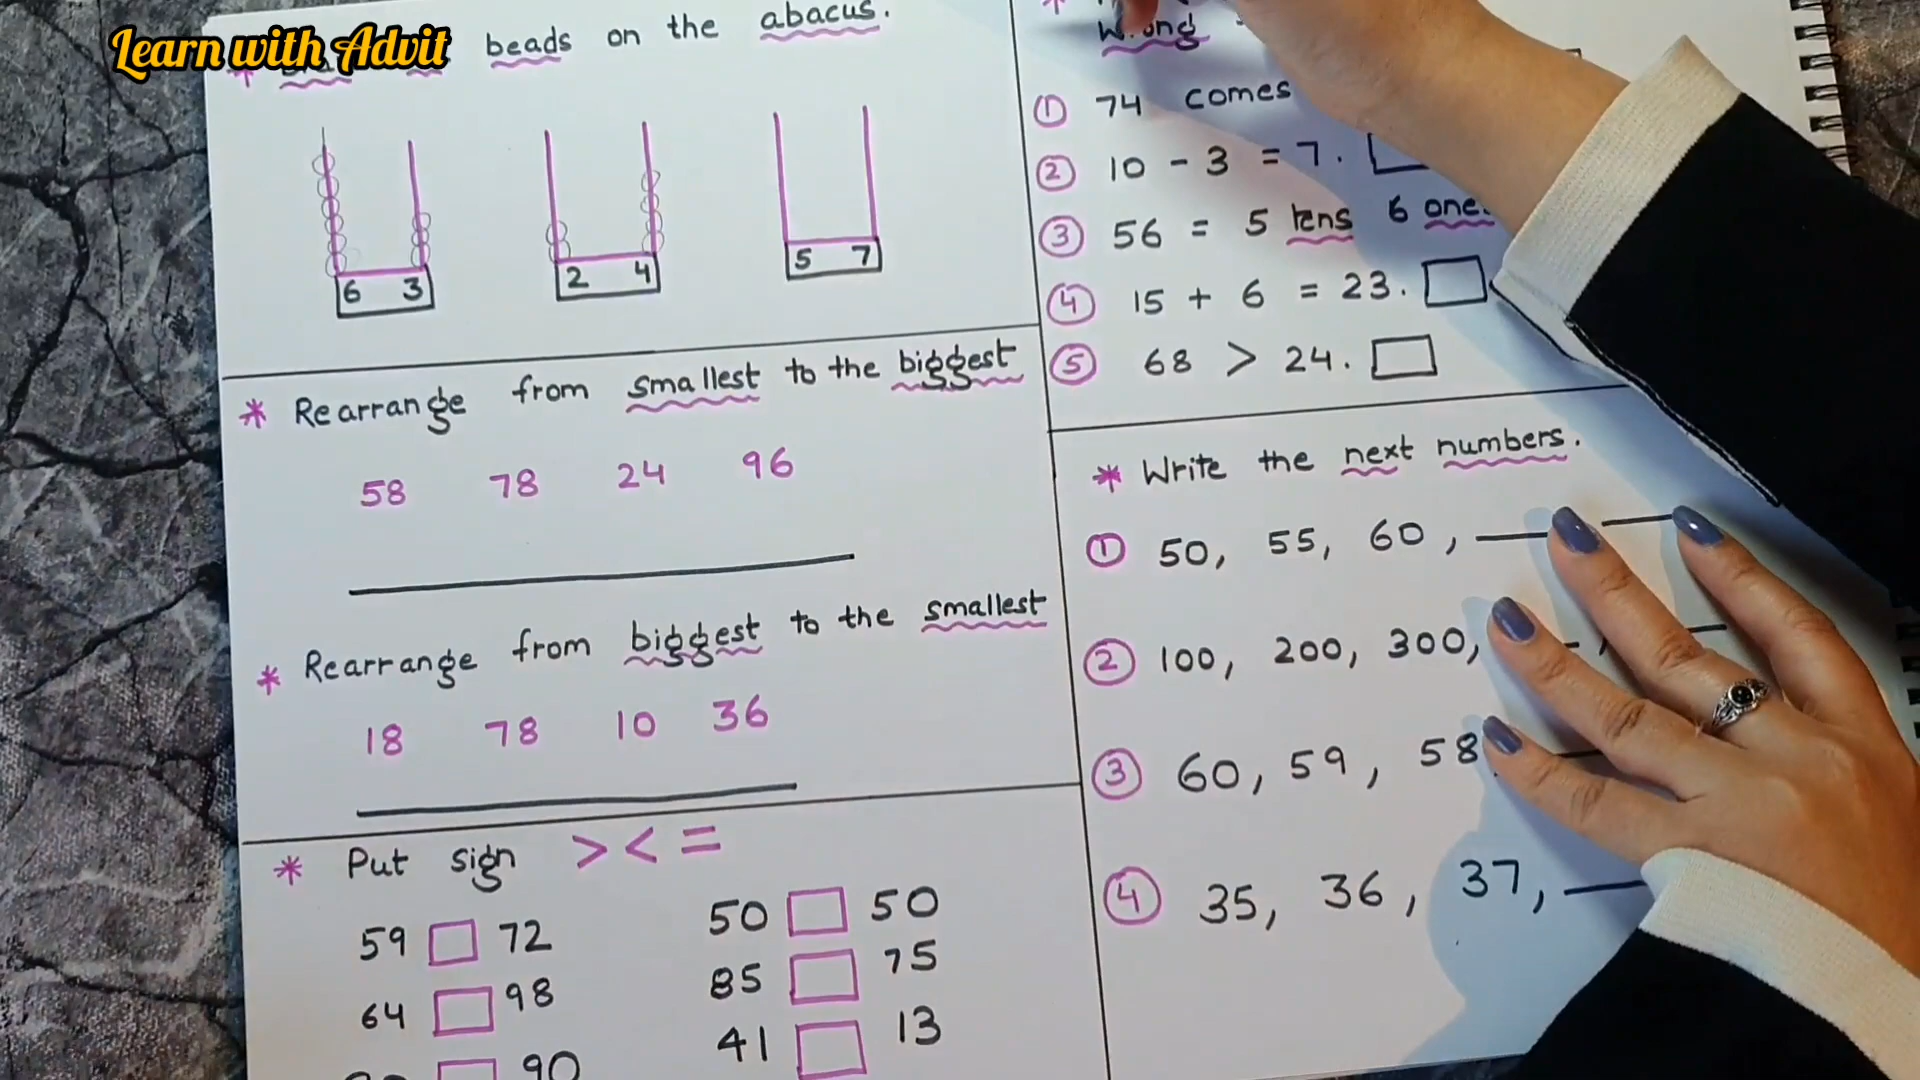 Learn with Advit
beads on the abacus.
6 3
2 4
5 7
* Rearrange from smallest to the biggest
58 78 24 96
* Rearrange from biggest to the smallest
18 78 10 36
* Put sign > < =
59 72
64 98
90
50 50
85 75
41 13
1 74 comes
2 10 - 3 = 7.
3 56 = 5 tens 6
4 15 + 6 = 23.
5 68 > 24.
* Write the next numbers.
1 50, 55, 60,
2 100, 200, 300,
3 60, 59, 58
4 35, 36, 37,